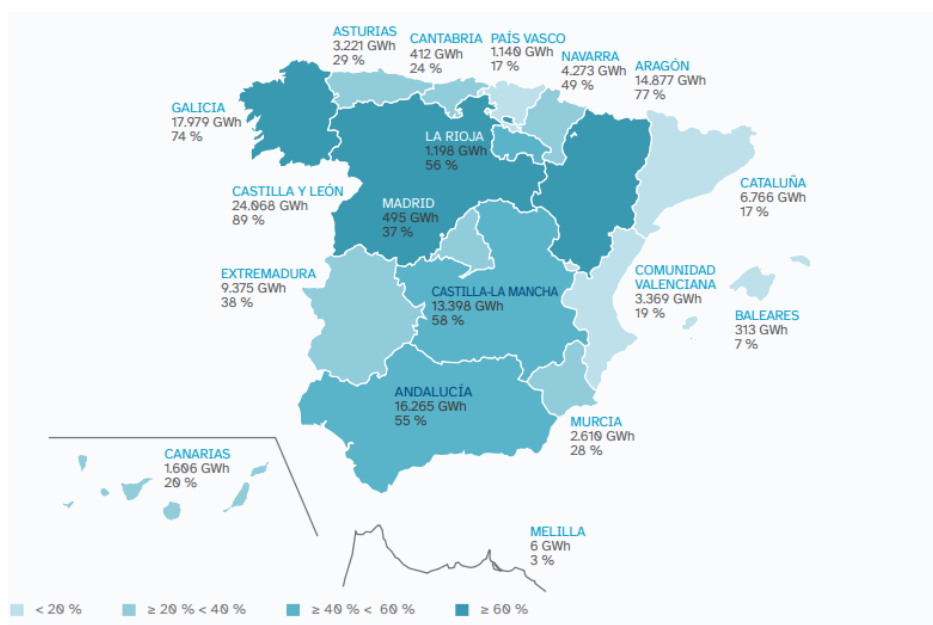 ASTURIAS
3.221 GWh
29 %
CANTABRIA
412 GWh
24 %
PAÍS VASCO
1.140 GWh
17 %
NAVARRA
4.273 GWh
49 %
ARAGÓN
14.877 GWh
77 %
GALICIA
17.979 GWh
74 %
LA RIOJA
1.198 GWh
56 %
CASTILLA Y LEÓN
24.068 GWh
89 %
MADRID
495 GWh
37 %
CATALUÑA
6.766 GWh
17 %
EXTREMADURA
9.375 GWh
38 %
CASTILLA-LA MANCHA
13.398 GWh
58 %
COMUNIDAD
VALENCIANA
3.369 GWh
19 %
BALEARES
313 GWh
7 %
ANDALUCÍA
16.265 GWh
55 %
MURCIA
2.610 GWh
28 %
CANARIAS
1.606 GWh
20 %
MELILLA
6 GWh
3 %
< 20 %
≥ 20 % < 40 %
≥ 40 % < 60 %
≥ 60 %